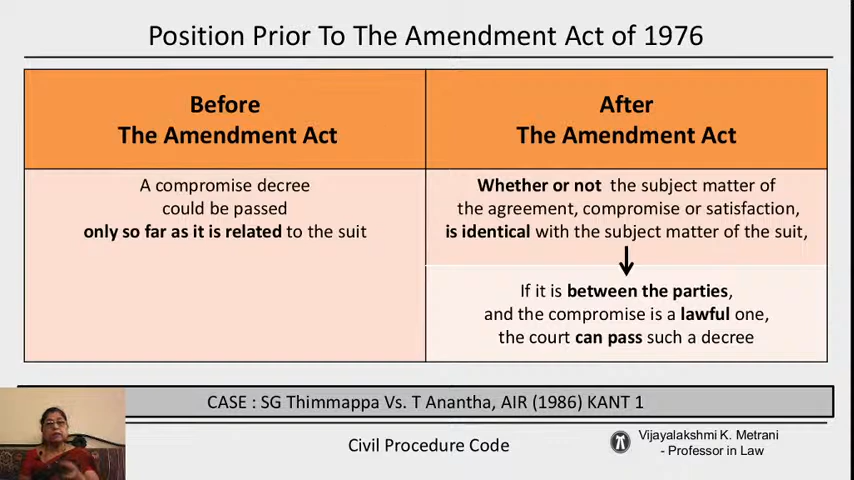 Position Prior To The Amendment Act of 1976
Before
The Amendment Act
After
The Amendment Act
A compromise decree
could be passed
only so far as it is related to the suit
Whether or not the subject matter of
the agreement, compromise or satisfaction,
is identical with the subject matter of the suit,
If it is between the parties,
and the compromise is a lawful one,
the court can pass such a decree
CASE : SG Thimmappa Vs. T Anantha, AIR (1986) KANT 1
Civil Procedure Code
Vijayalakshmi K. Metrani
- Professor in Law